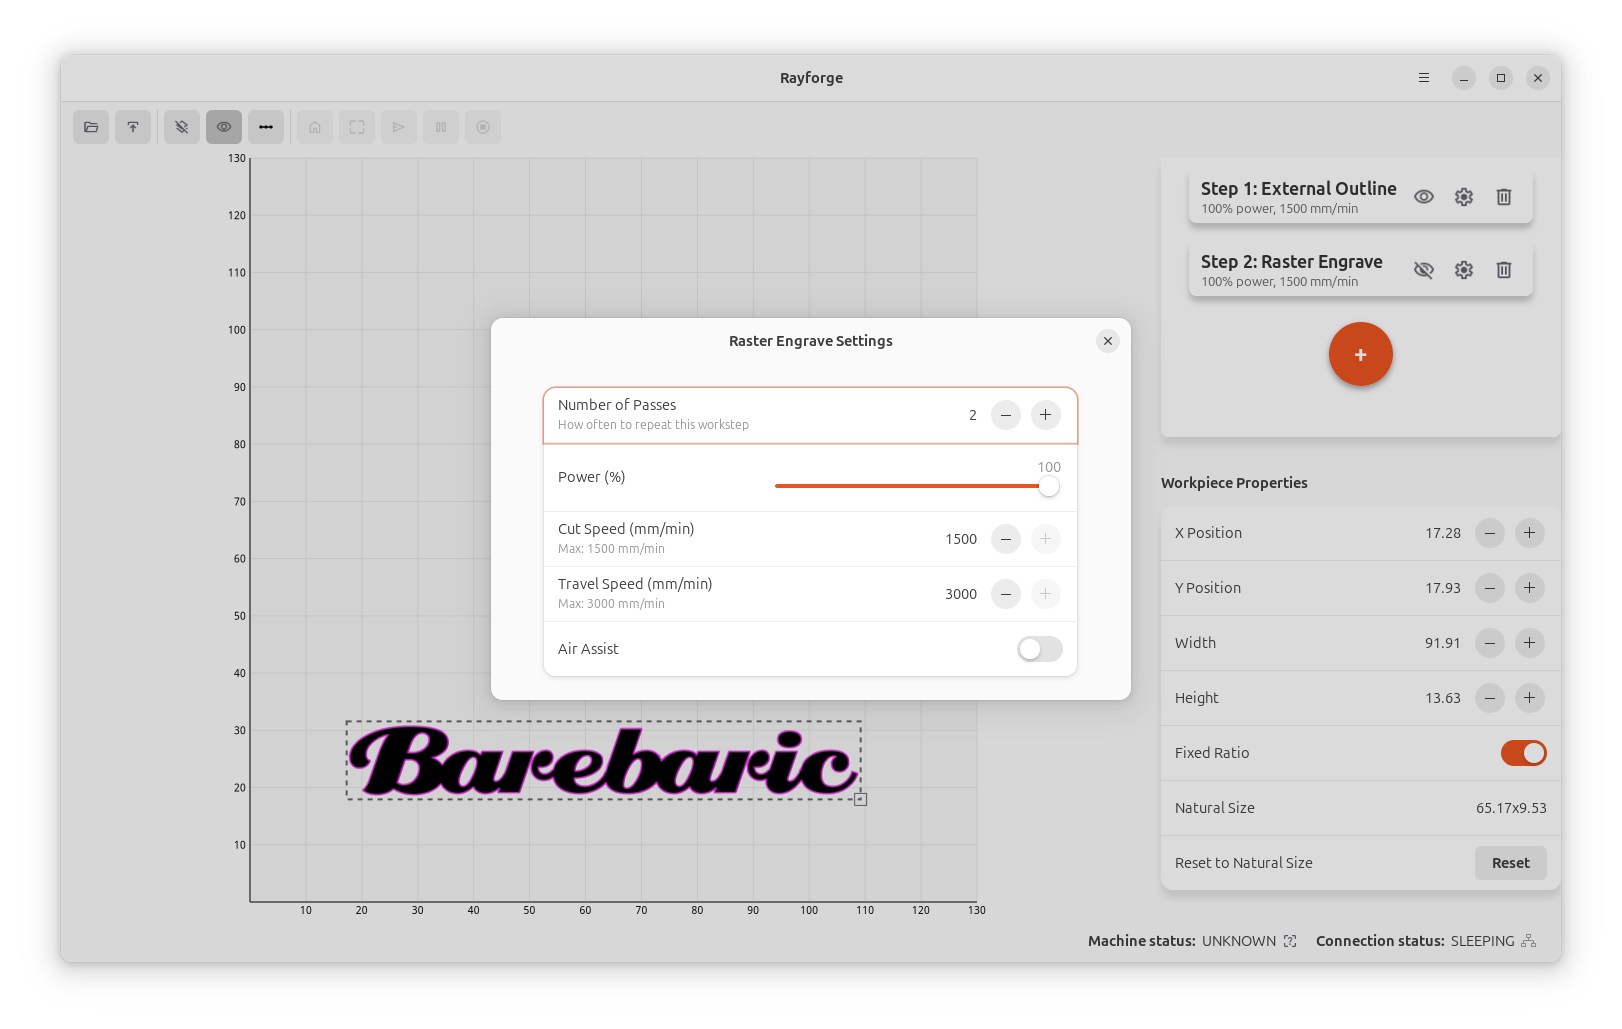 Rayforge
130
120
110
100
90
80
70
60
50
40
30
20
10
10 20 30 40 50 60 70 80 90 100 110 120 130
Barebaric
Step 1: External Outline
100% power, 1500 mm/min
Step 2: Raster Engrave
100% power, 1500 mm/min
+
Raster Engrave Settings
Number of Passes 2
How often to repeat this workstep
Power (%) 100
Cut Speed (mm/min) 1500
Max: 1500 mm/min
Travel Speed (mm/min) 3000
Max: 3000 mm/min
Air Assist
Workpiece Properties
X Position 17.28
Y Position 17.93
Width 91.91
Height 13.63
Fixed Ratio
Natural Size 65.17x9.53
Reset to Natural Size Reset
Machine status: UNKNOWN Connection status: SLEEPING